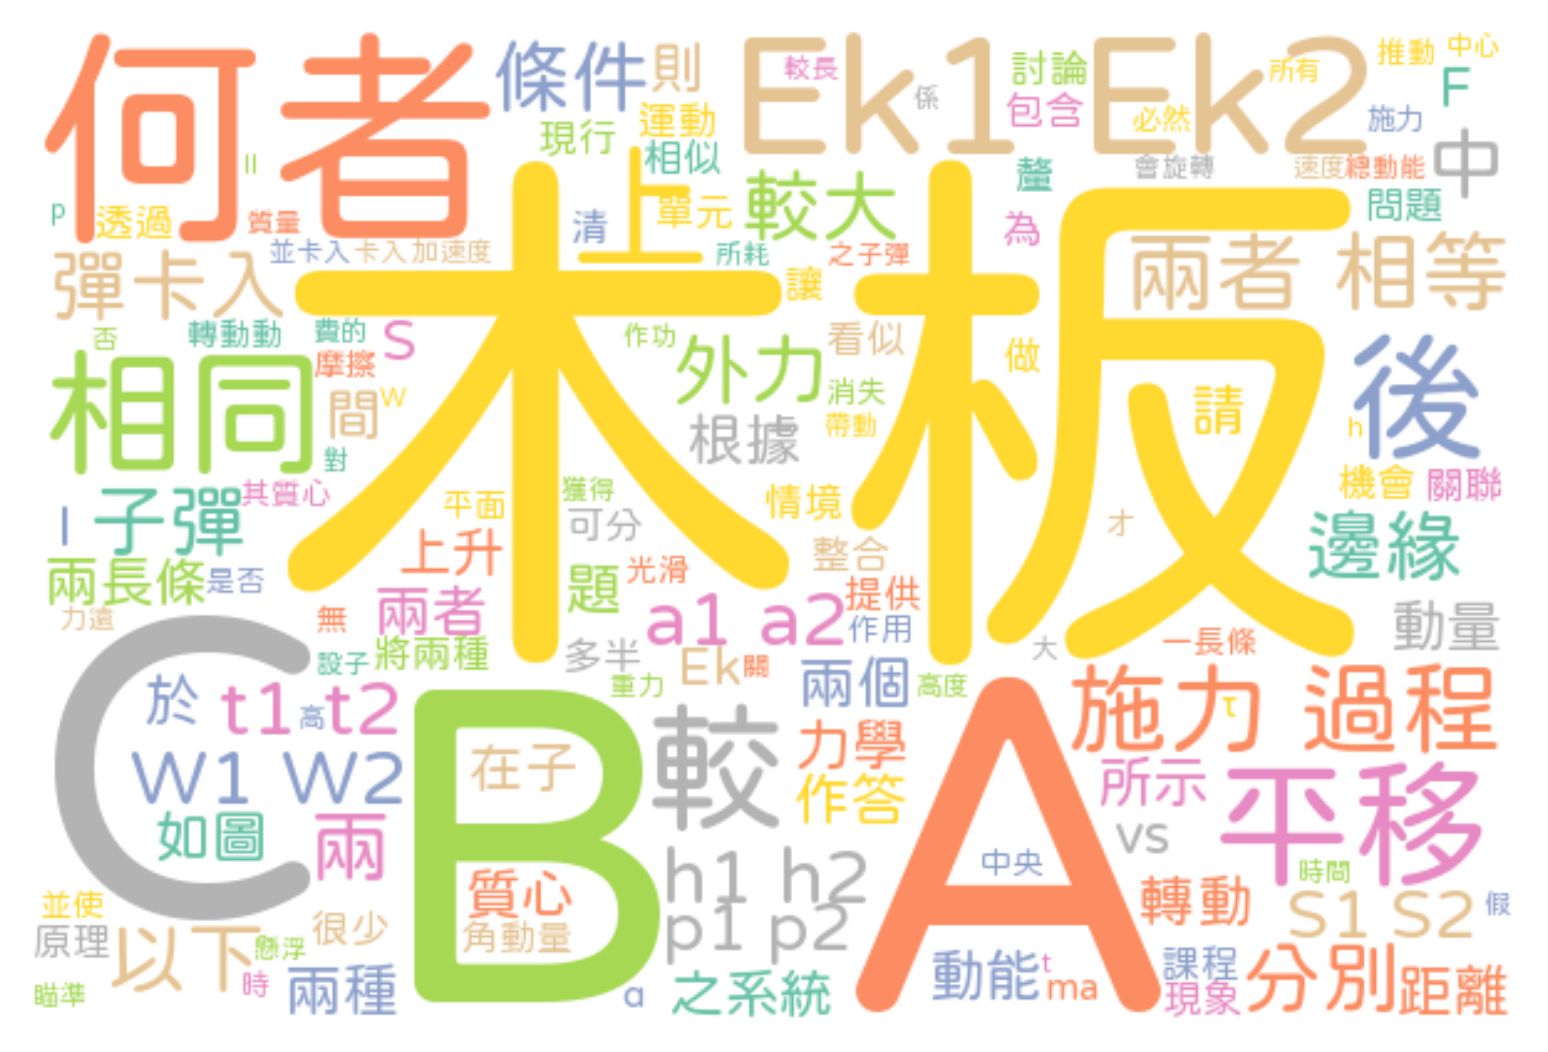 何者
條件
則
Ek1 Ek2
較長
係
討論
包含
所有
必然
推動
中心
F
施力
中
現行
運動
相似
II
上
單元
較大
釐
為
會旋轉
速度
總動能
問題
p
透過
質量
清
並卡入
卡入
加速度
所耗
之子彈
讓
兩者 相等
彈卡入
木板
否
轉動動
費的
摩擦
S
作功
外力
看似
消失
帶動
做
請
後
h
相同
間
W
對
根據
其質心
平面
獲得
可分
情境
整合
才
機會
關聯
I
子彈
上升
題
光滑
邊緣
兩長條
是否
兩者
a1 a2
提供
作用
動量
力遠
無
設子
將兩種
多半
重力
Ek
關
兩個
高度
大
一長條
C
於
t1
高
t2
B
在子
較
力學
A
施力
τ
過程
W1 W2
作答
所示
平移
如圖
兩
vs
質心
h1 h2
中央
時間
並使
原理
以下
很少
角動量
p1 p2
轉動
S1 S2
假
懸浮
時
兩種
瞄準
a
之系統
動能
t
ma
課程
現象
分別
距離